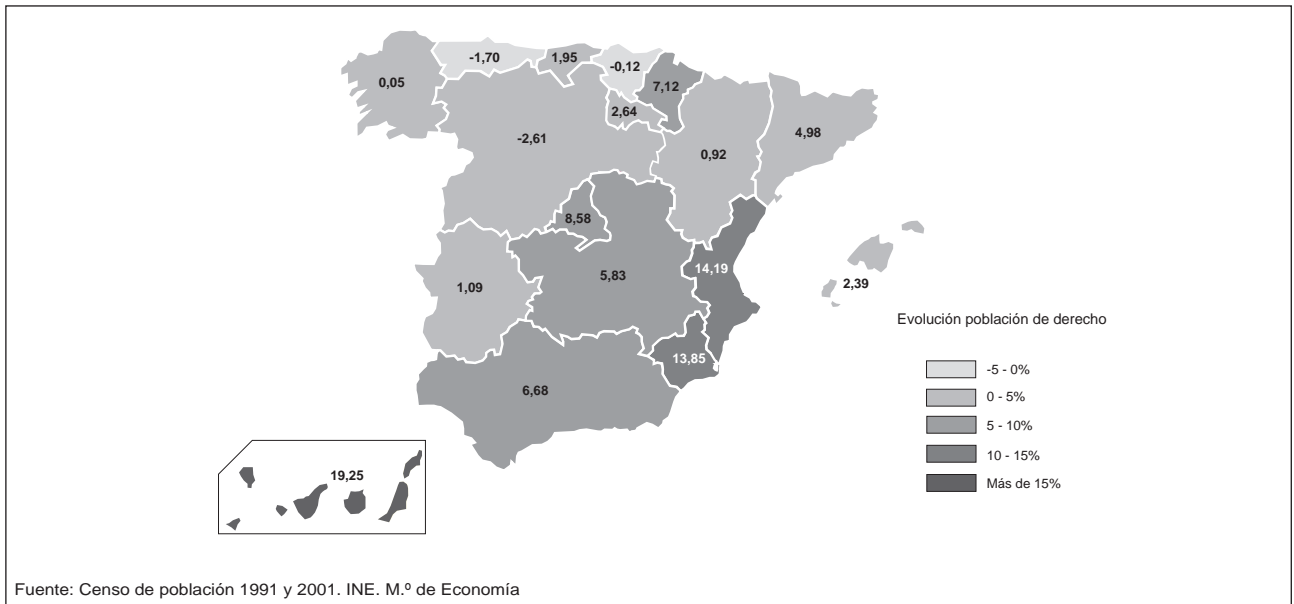 -1,70
1,95
-0,12
0,05
7,12
2,64
-2,61
4,98
0,92
8,58
14,19
5,83
2,39
1,09
Evolución población de derecho
13,85
-5 - 0%
6,68
0 - 5%
5 - 10%
10 - 15%
19,25
Más de 15%
Fuente: Censo de población 1991 y 2001. INE. M.º de Economía